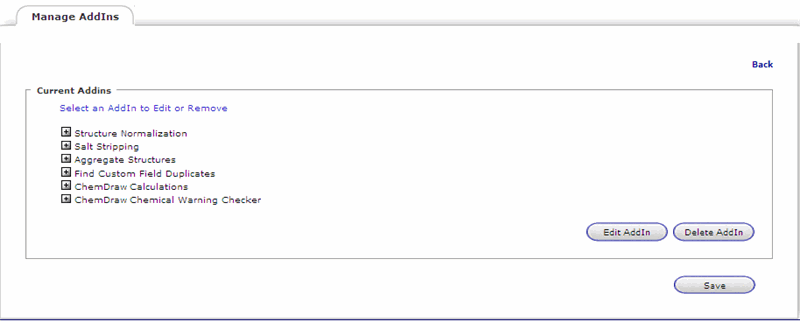 Manage AddIns
Back
Current Addins
Select an AddIn to Edit or Remove
Structure Normalization
Salt Stripping
Aggregate Structures
Find Custom Field Duplicates
ChemDraw Calculations
ChemDraw Chemical Warning Checker
Edit AddIn Delete AddIn
Save